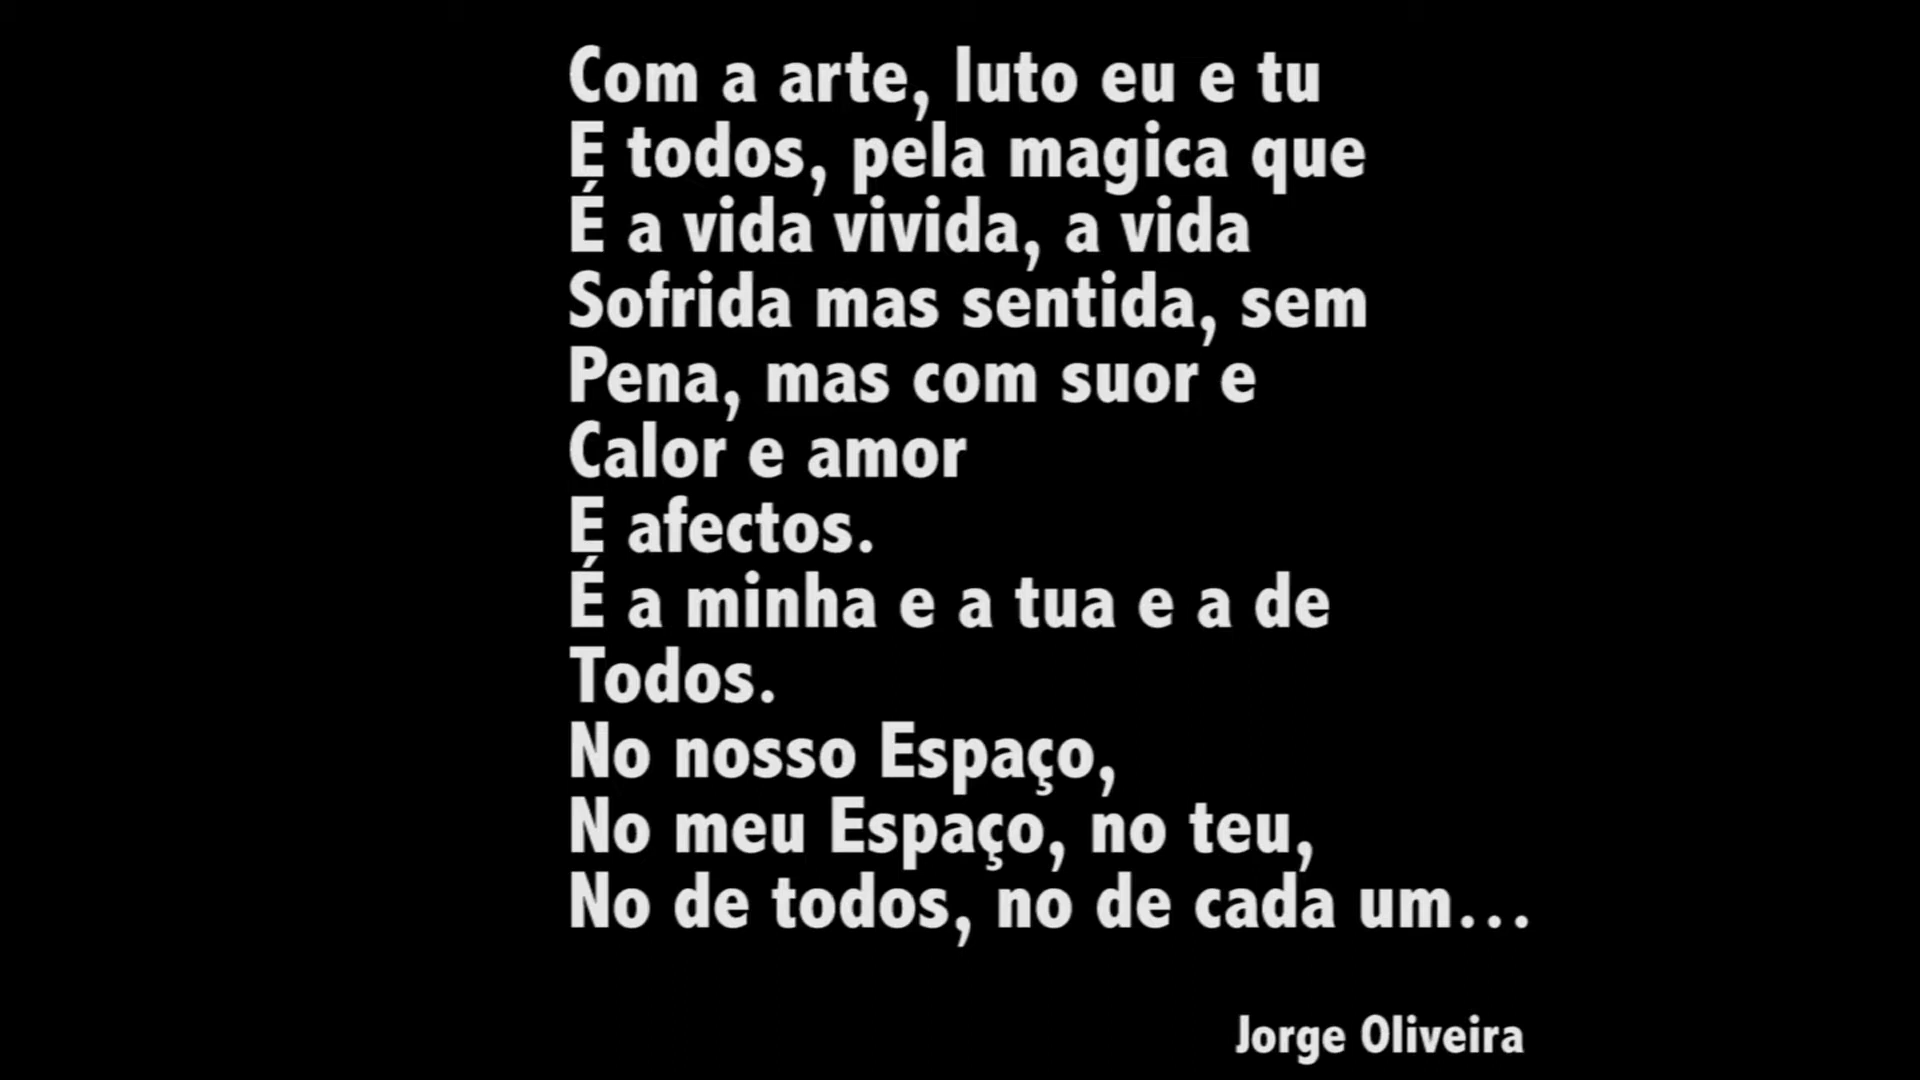 Com a arte, luto eu e tu
E todos, pela magica que
É a vida vivida, a vida
Sofrida mas sentida, sem
Pena, mas com suor e
Calor e amor
E afectos.
É a minha e a tua e a de
Todos.
No nosso Espaço,
No meu Espaço, no teu,
No de todos, no de cada um...
Jorge Oliveira